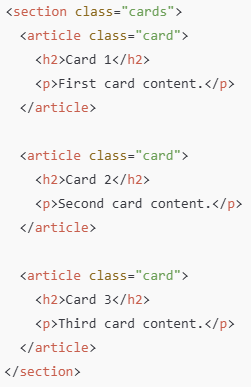 <section class="cards">
  <article class="card">
    <h2>Card 1</h2>
    <p>First card content.</p>
  </article>

  <article class="card">
    <h2>Card 2</h2>
    <p>Second card content.</p>
  </article>

  <article class="card">
    <h2>Card 3</h2>
    <p>Third card content.</p>
  </article>
</section>